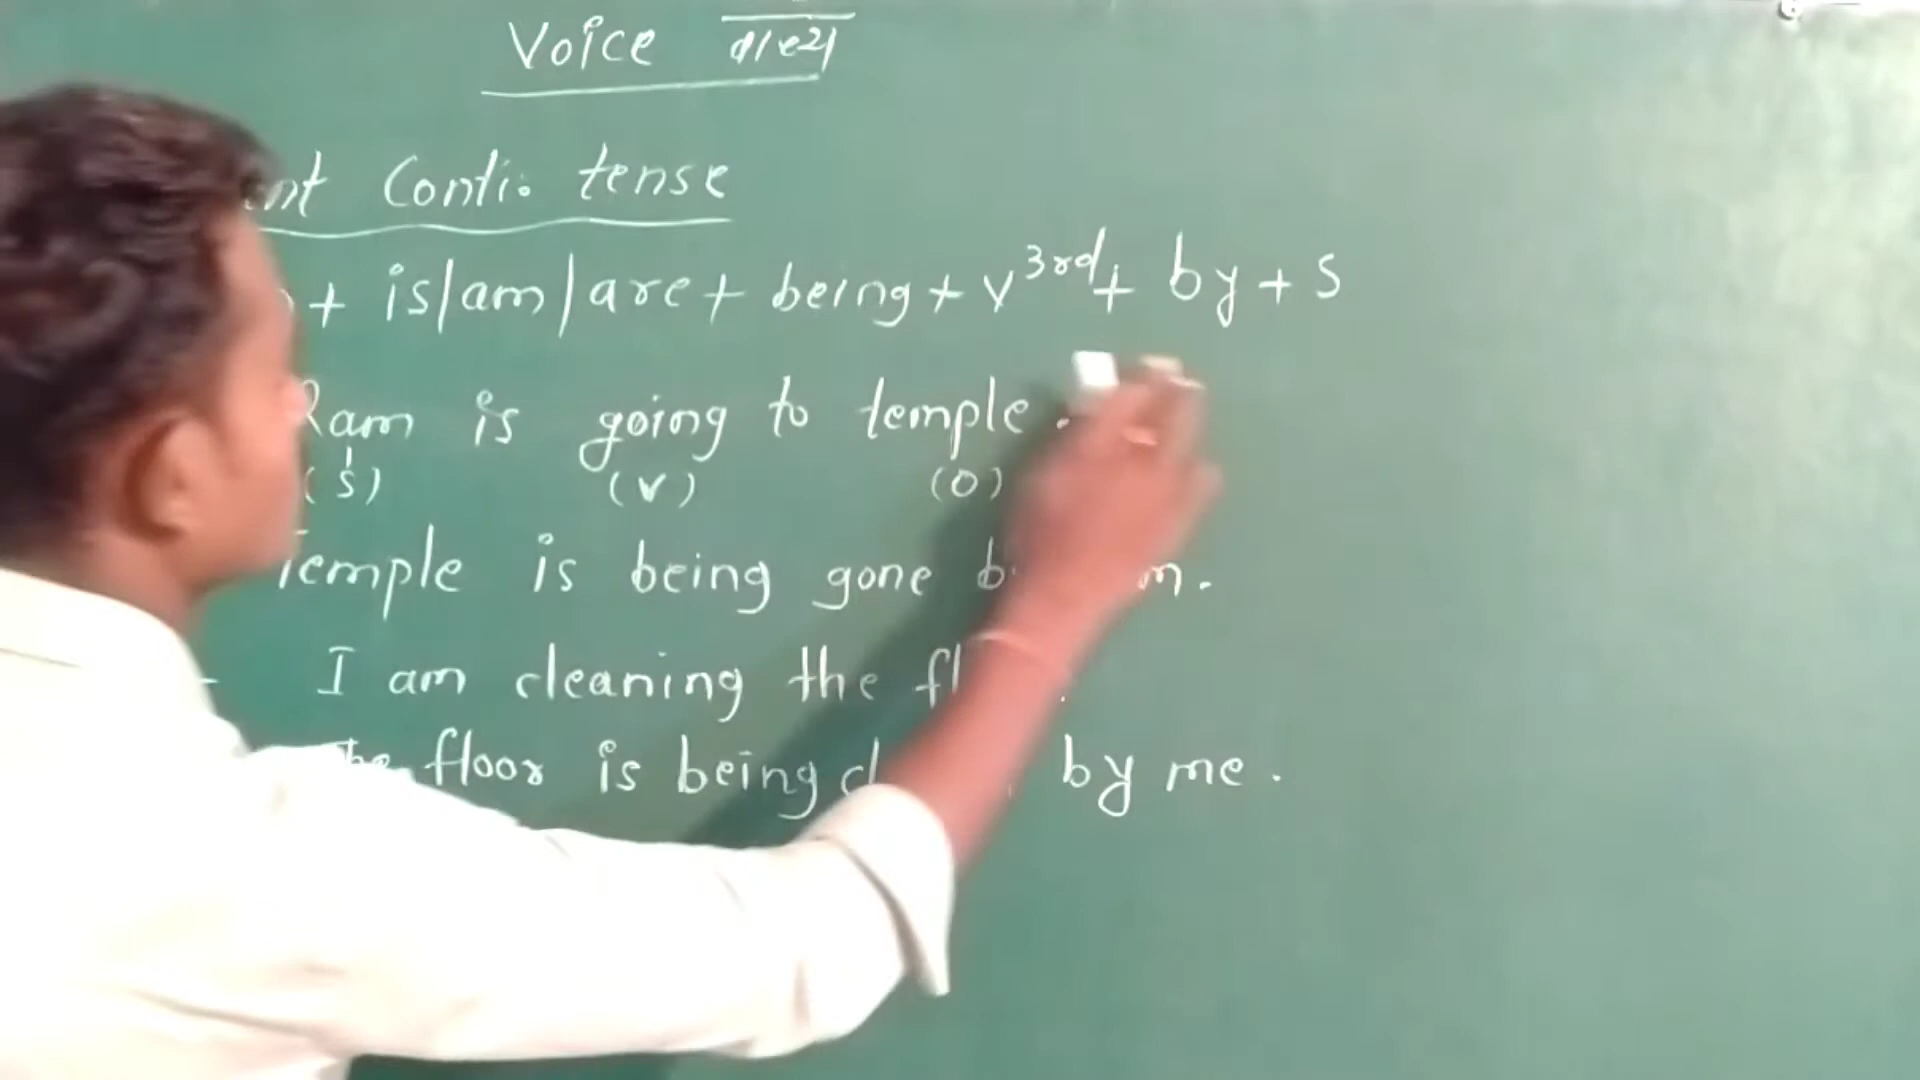 Voice वाच्य
Conti. tense
+ is/am/are + being + v3rd + by + s
Ram is going to temple.
(S) (V) (O)
Temple is being gone
I am cleaning the
The floor is being by me.